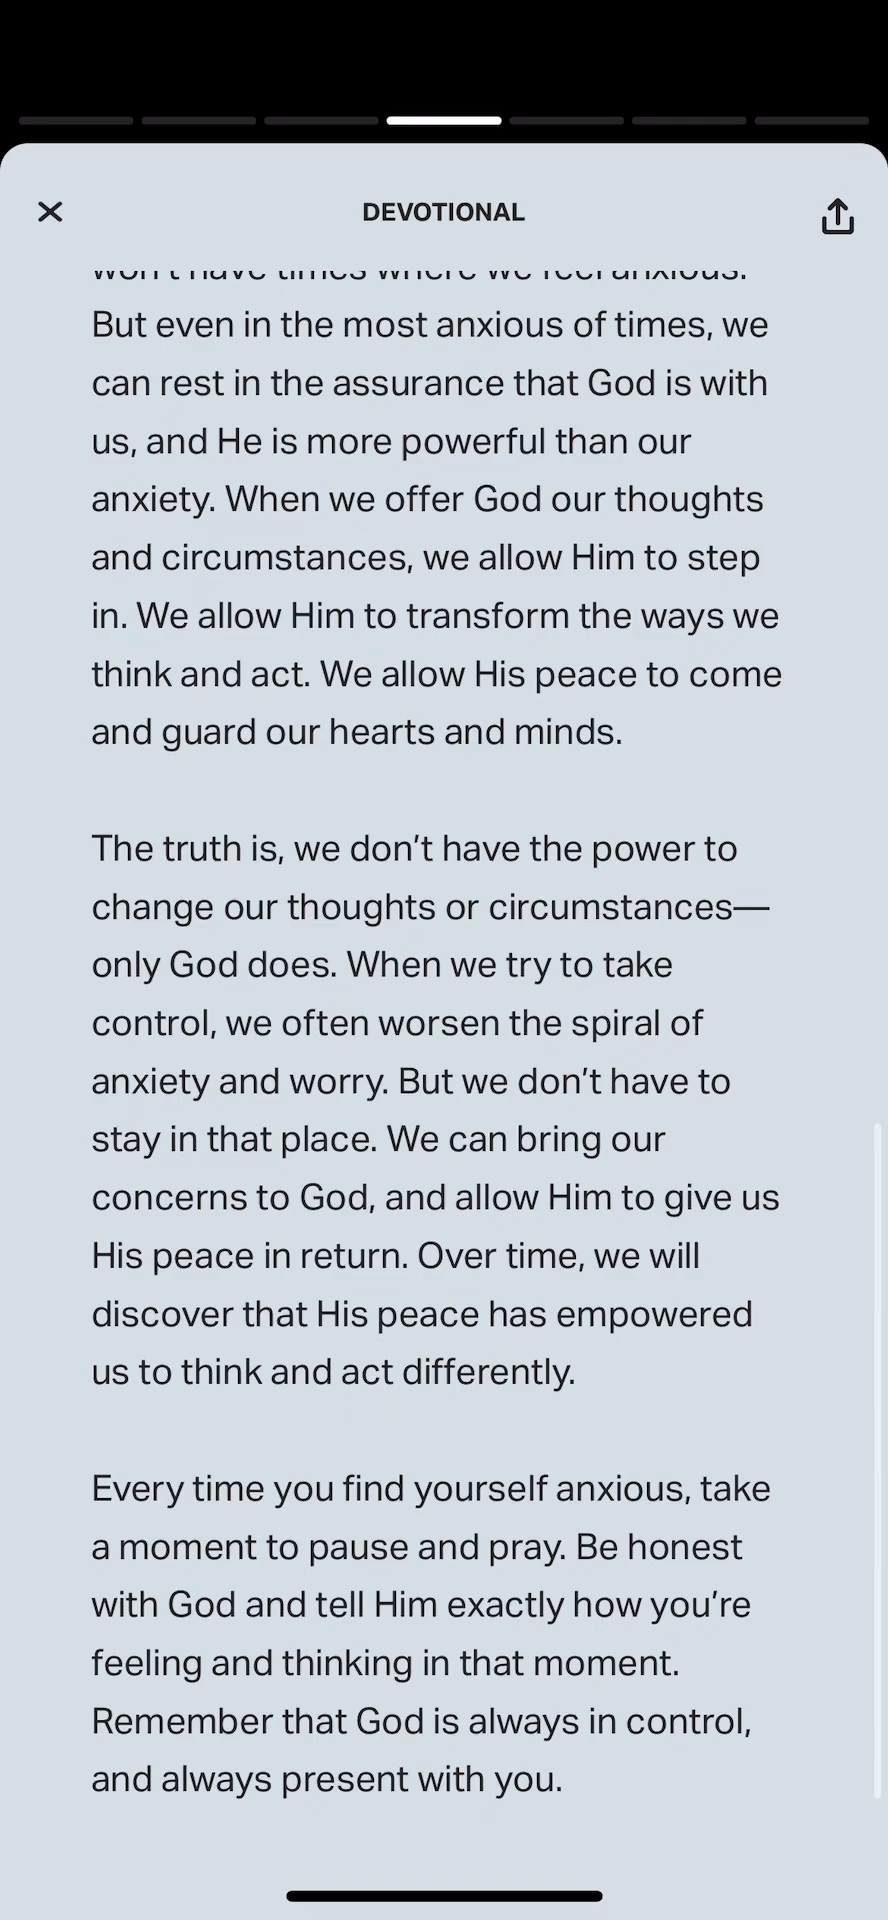 DEVOTIONAL
won't have times where we feel anxious.
But even in the most anxious of times, we
can rest in the assurance that God is with
us, and He is more powerful than our
anxiety. When we offer God our thoughts
and circumstances, we allow Him to step
in. We allow Him to transform the ways we
think and act. We allow His peace to come
and guard our hearts and minds.
The truth is, we don't have the power to
change our thoughts or circumstances—
only God does. When we try to take
control, we often worsen the spiral of
anxiety and worry. But we don't have to
stay in that place. We can bring our
concerns to God, and allow Him to give us
His peace in return. Over time, we will
discover that His peace has empowered
us to think and act differently.
Every time you find yourself anxious, take
a moment to pause and pray. Be honest
with God and tell Him exactly how you're
feeling and thinking in that moment.
Remember that God is always in control,
and always present with you.